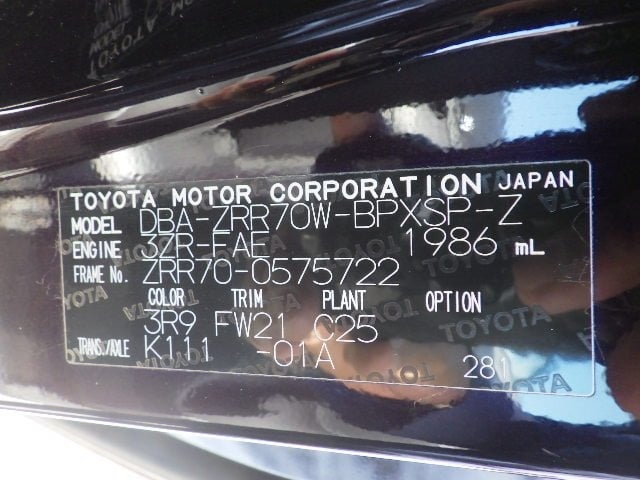 TOYOTA MOTOR CORPORATION JAPAN
MODEL DBA-ZRR70W-BPXSP-Z
ENGINE 3ZR-FAE 1986 mL
FRAME No. ZRR70-0575722
COLOR TRIM PLANT OPTION
3R9 FW21 C25
TRANS./AXLE K111 -01A 281